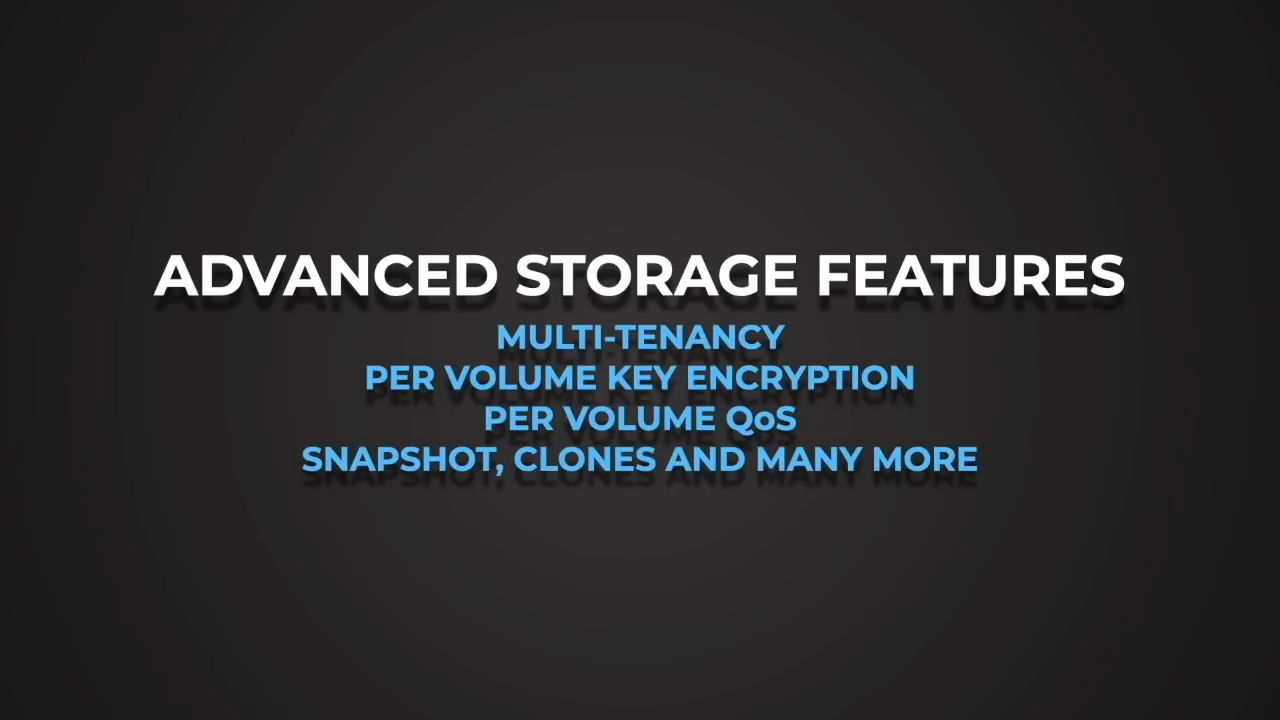 ADVANCED STORAGE FEATURES
MULTI-TENANCY
PER VOLUME KEY ENCRYPTION
PER VOLUME QoS
SNAPSHOT, CLONES AND MANY MORE